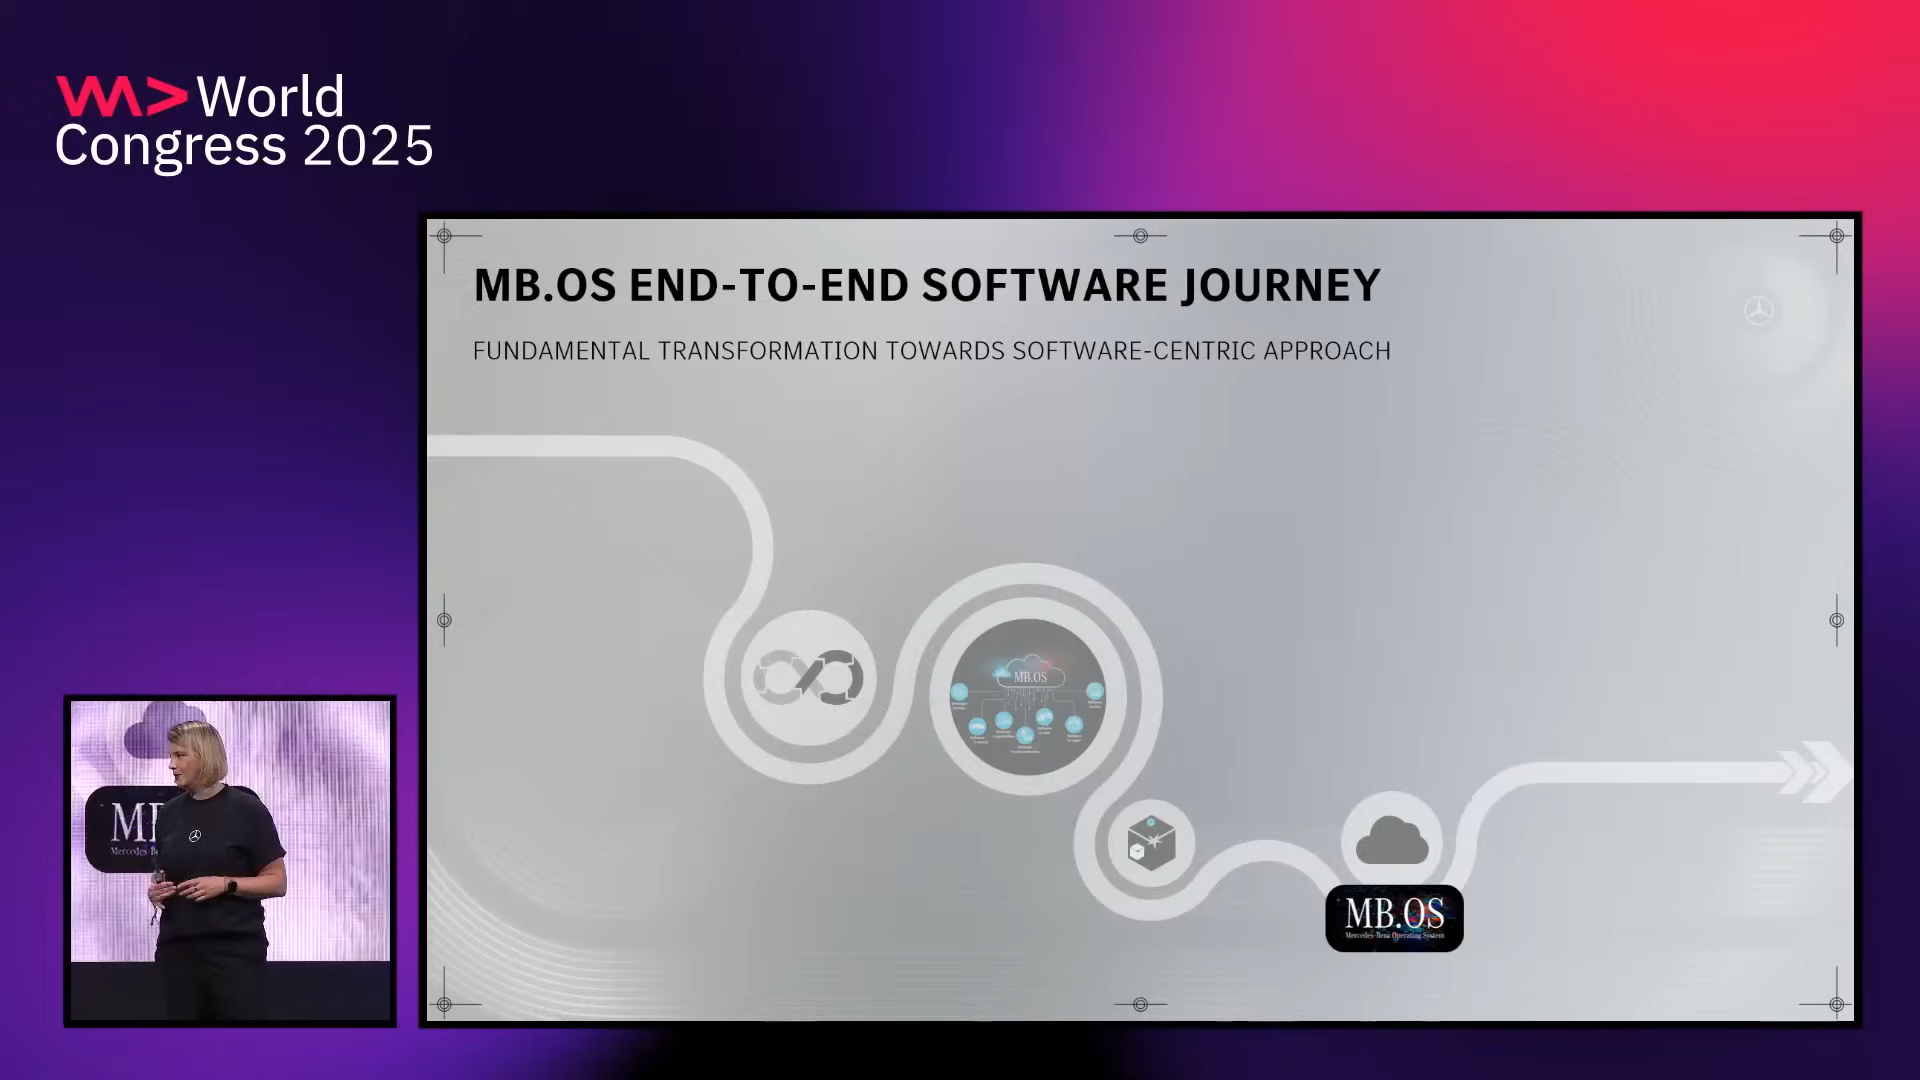 WA> World
Congress 2025
MB.OS END-TO-END SOFTWARE JOURNEY
FUNDAMENTAL TRANSFORMATION TOWARDS SOFTWARE-CENTRIC APPROACH
MB.OS
MB.OS
Mercedes-Benz Operating System